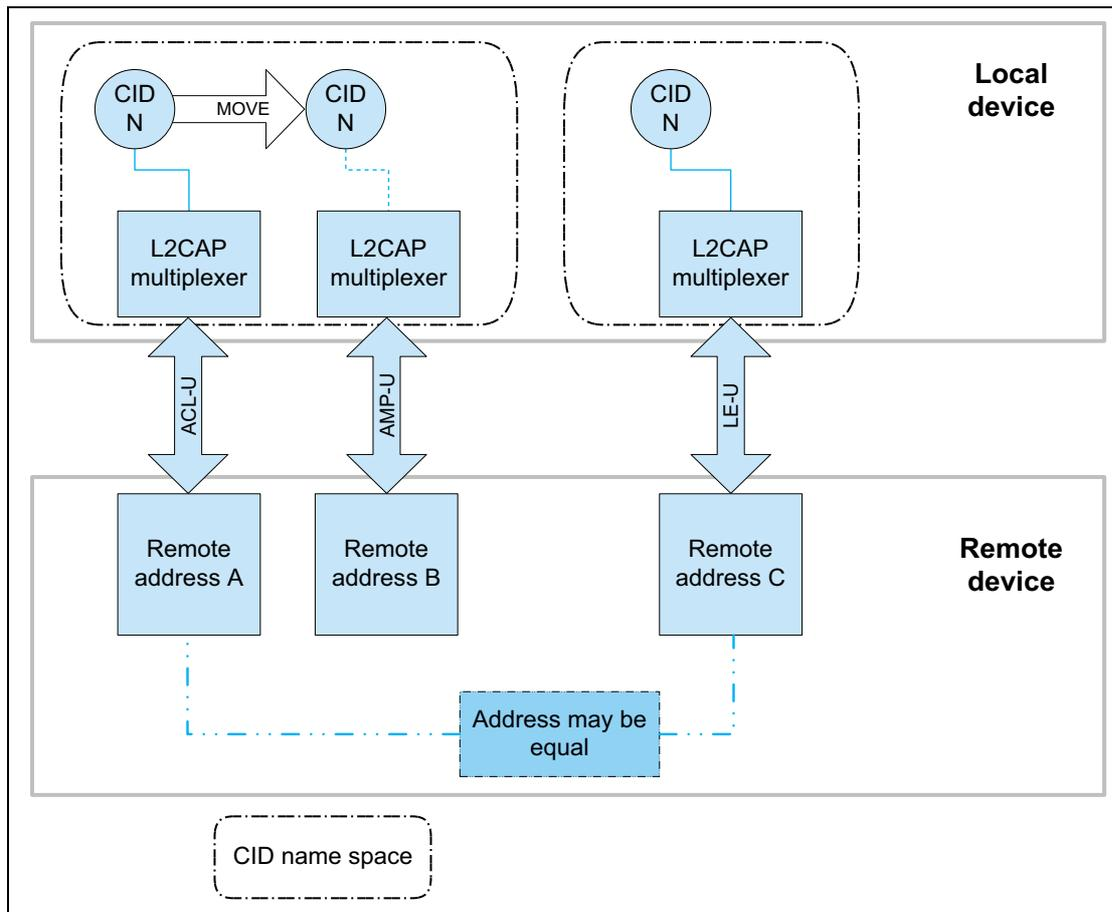 Local
device
CID
N
MOVE
CID
N
CID
N
L2CAP
multiplexer
L2CAP
multiplexer
L2CAP
multiplexer
ACL-U
AMP-U
LE-U
Remote
address A
Remote
address B
Remote
address C
Remote
device
Address may be
equal
CID name space